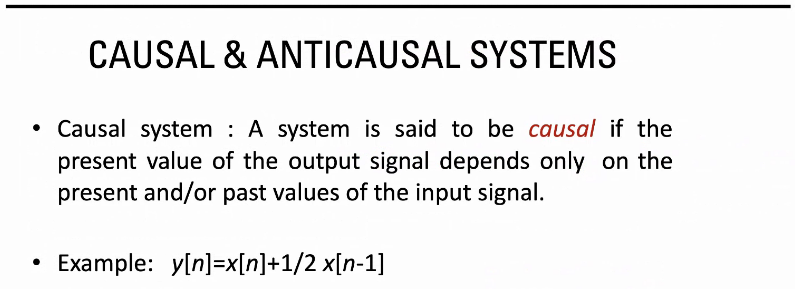 CAUSAL & ANTICAUSAL SYSTEMS
• Causal system : A system is said to be causal if the
present value of the output signal depends only on the
present and/or past values of the input signal.
• Example: y[n]=x[n]+1/2 x[n-1]